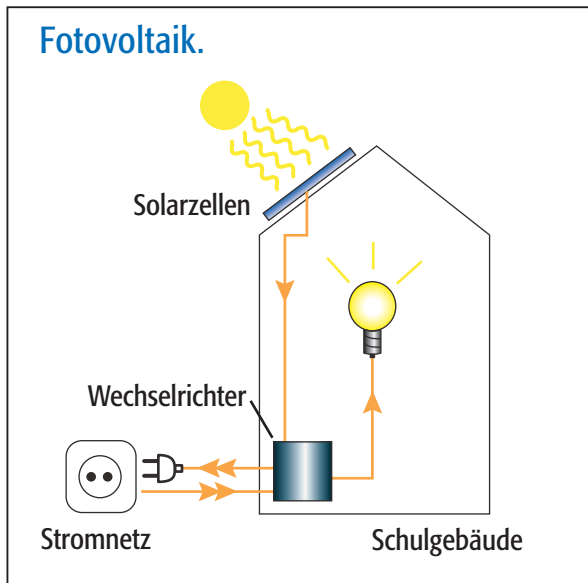 Fotovoltaik.
Solarzellen
Wechselrichter
Stromnetz
Schulgebäude